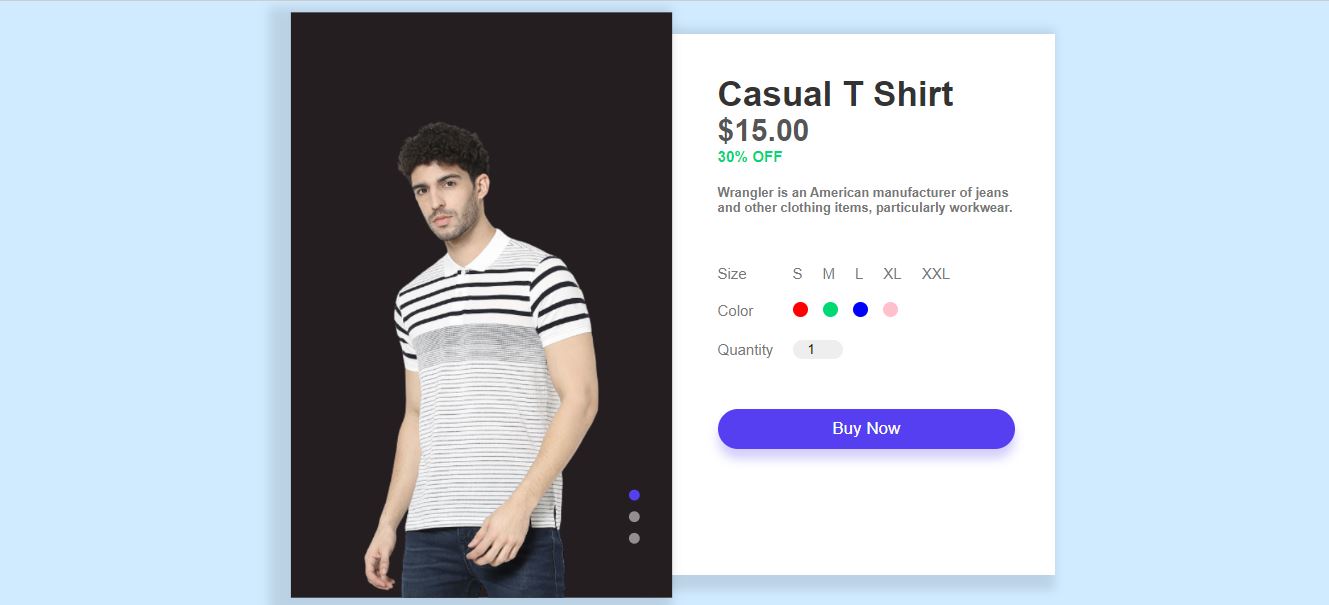 Casual T Shirt
$15.00
30% OFF
Wrangler is an American manufacturer of jeans
and other clothing items, particularly workwear.
Size S M L XL XXL
Color
Quantity 1
Buy Now